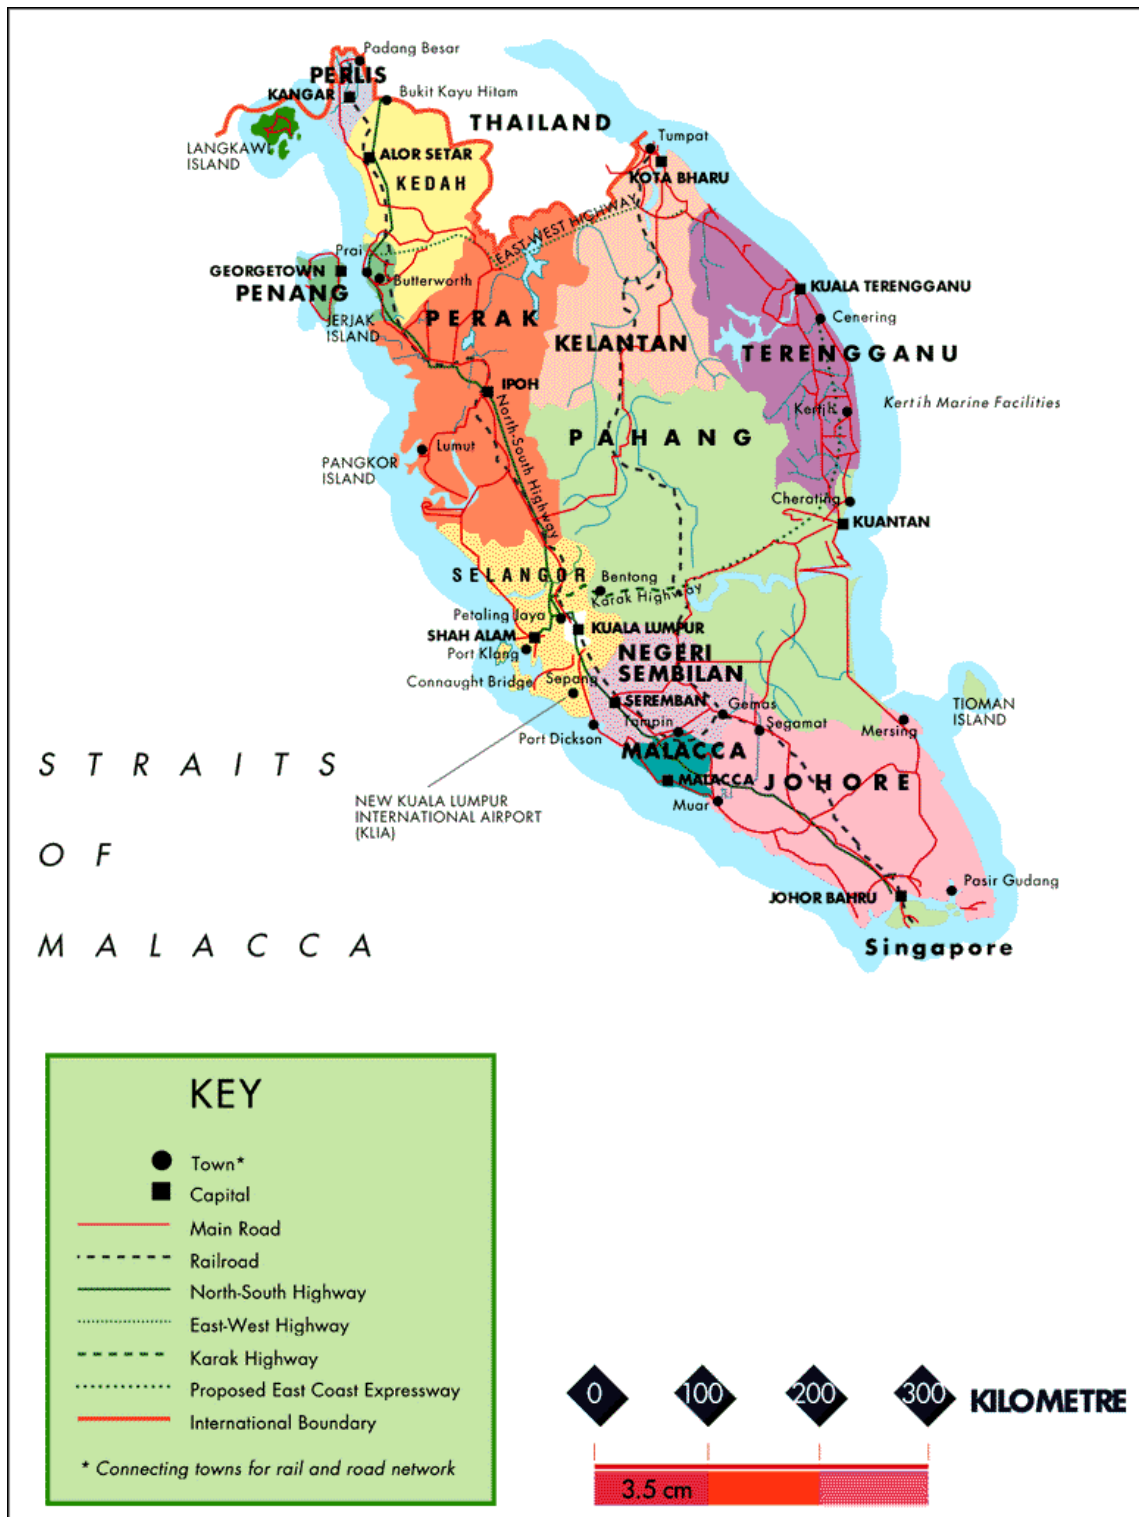 Padang Besar
PERLIS
KANGAR
Bukit Kayu Hitam
THAILAND
LANGKAWI
ISLAND
Tumpat
ALOR SETAR
KOTA BHARU
KEDAH
EAST-WEST HIGHWAY
Prai
GEORGETOWN
Butterworth
PENANG
KUALA TERENGGANU
JERJAK
ISLAND
PERAK
Cenering
KELANTAN
TERENGGANU
IPOH
North-South Highway
Kertih
Kertih Marine Facilities
PAHANG
Lumut
PANGKOR
ISLAND
Cherating
KUANTAN
SELANGOR
Bentong
Karak Highway
Petaling Jaya
SHAH ALAM
KUALA LUMPUR
Port Klang
NEGERI
SEMBILAN
Connaught Bridge
Sepang
SEREMBAN
Gemas
TIOMAN
ISLAND
Tampin
Segamat
Mersing
Port Dickson
MALACCA
MALACCA
JOHORE
Muar
NEW KUALA LUMPUR
INTERNATIONAL AIRPORT
(KLIA)
STRAITS
OF
MALACCA
Pasir Gudang
JOHOR BAHRU
Singapore
KEY
Town*
Capital
Main Road
Railroad
North-South Highway
East-West Highway
Karak Highway
Proposed East Coast Expressway
International Boundary
* Connecting towns for rail and road network
0 100 200 300 KILOMETRE
3.5 cm